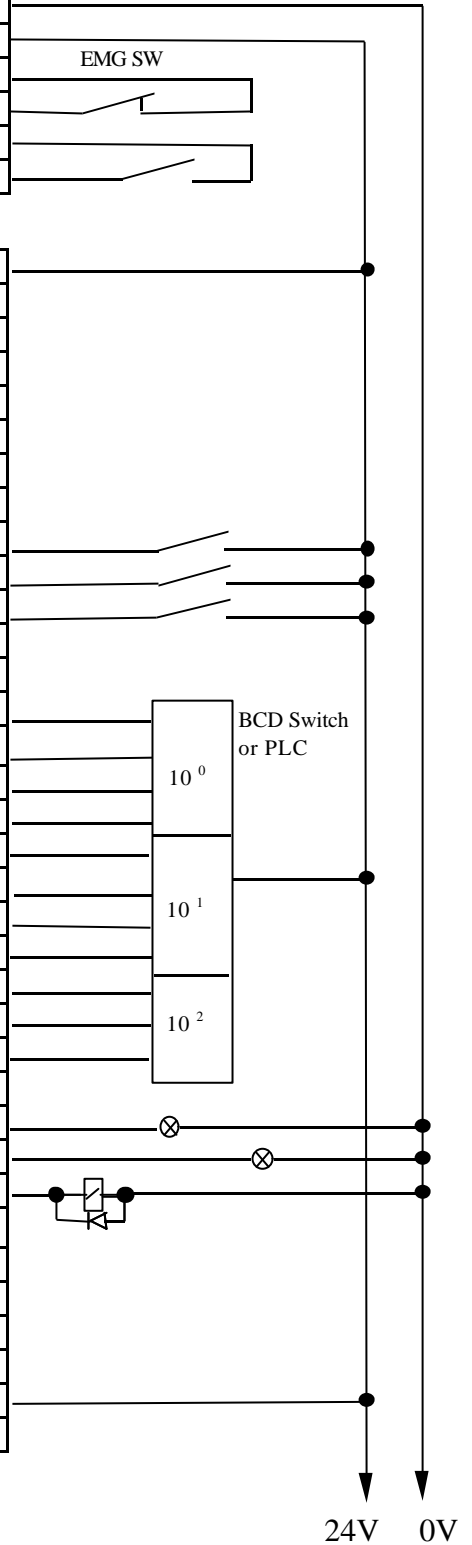 EMG SW
BCD Switch
or PLC
10 ⁰
10 ¹
10 ²
24V 0V